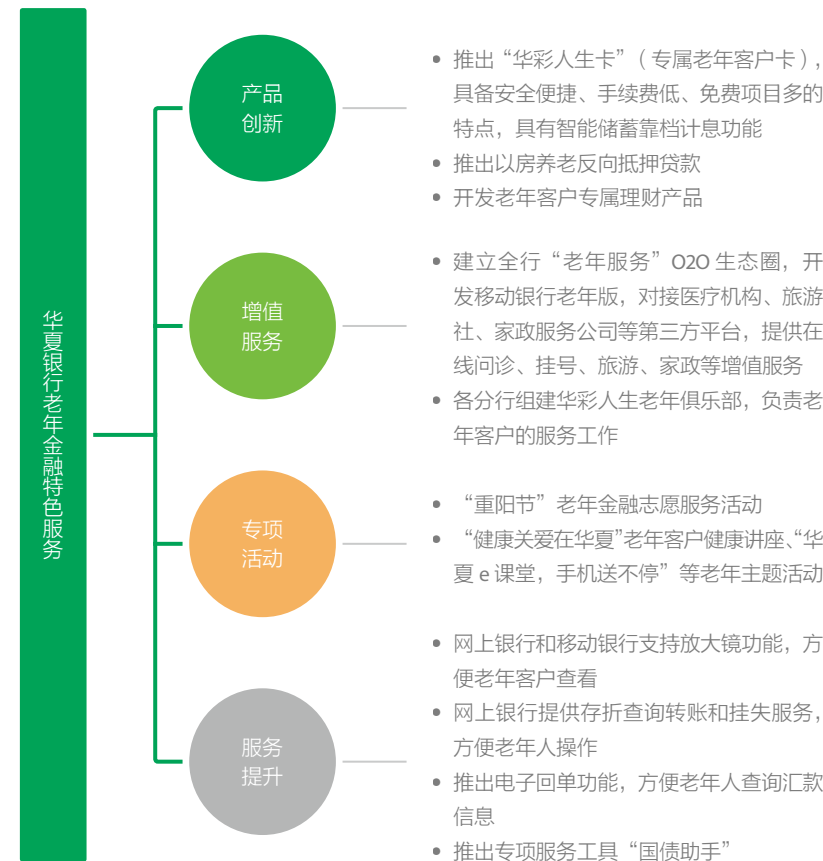 华夏银行老年金融特色服务
产品
创新
• 推出“华彩人生卡”（专属老年客户卡），
具备安全便捷、手续费低、免费项目多的
特点，具有智能储蓄靠档计息功能
• 推出以房养老反向抵押贷款
• 开发老年客户专属理财产品
增值
服务
• 建立全行“老年服务”O2O 生态圈，开
发移动银行老年版，对接医疗机构、旅游
社、家政服务公司等第三方平台，提供在
线问诊、挂号、旅游、家政等增值服务
• 各分行组建华彩人生老年俱乐部，负责老
年客户的服务工作
专项
活动
• “重阳节”老年金融志愿服务活动
• “健康关爱在华夏”老年客户健康讲座、“华
夏 e 课堂，手机送不停”等老年主题活动
服务
提升
• 网上银行和移动银行支持放大镜功能，方
便老年客户查看
• 网上银行提供存折查询转账和挂失服务，
方便老年人操作
• 推出电子回单功能，方便老年人查询汇款
信息
• 推出专项服务工具“国债助手”